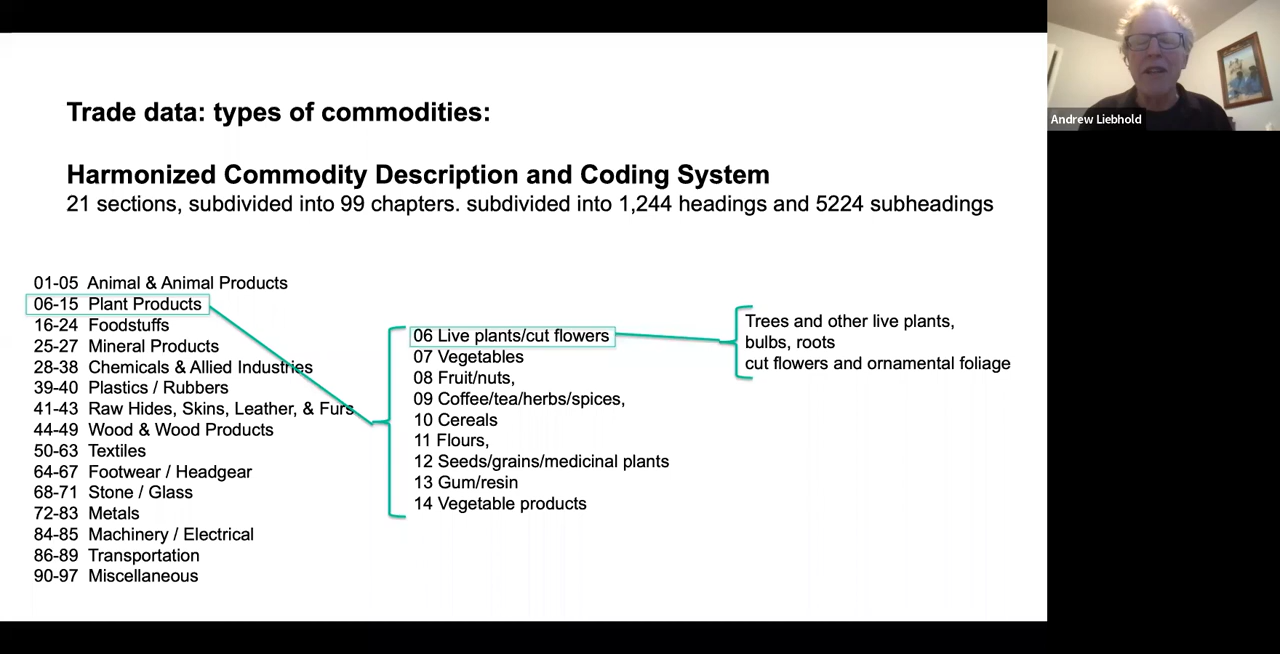 Trade data: types of commodities:
Harmonized Commodity Description and Coding System
21 sections, subdivided into 99 chapters. subdivided into 1,244 headings and 5224 subheadings
01-05 Animal & Animal Products
06-15 Plant Products
16-24 Foodstuffs
25-27 Mineral Products
28-38 Chemicals & Allied Industries
39-40 Plastics / Rubbers
41-43 Raw Hides, Skins, Leather, & Furs
44-49 Wood & Wood Products
50-63 Textiles
64-67 Footwear / Headgear
68-71 Stone / Glass
72-83 Metals
84-85 Machinery / Electrical
86-89 Transportation
90-97 Miscellaneous
06 Live plants/cut flowers
07 Vegetables
08 Fruit/nuts,
09 Coffee/tea/herbs/spices,
10 Cereals
11 Flours,
12 Seeds/grains/medicinal plants
13 Gum/resin
14 Vegetable products
Trees and other live plants,
bulbs, roots
cut flowers and ornamental foliage
Andrew Liebhold